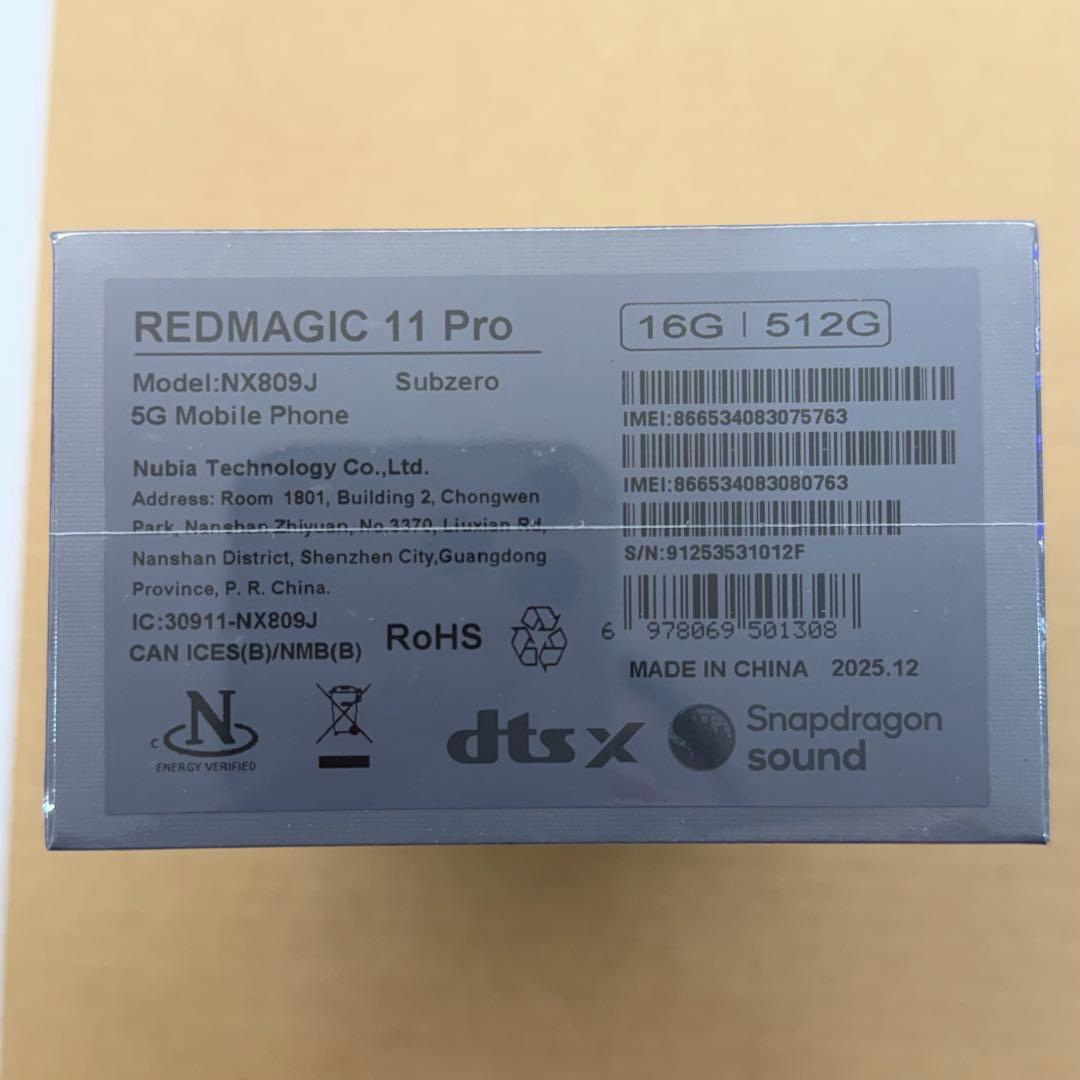 REDMAGIC 11 Pro
Model:NX809J Subzero
5G Mobile Phone
Nubia Technology Co.,Ltd.
Address: Room 1801, Building 2, Chongwen
Park, Nanshan Zhiyuan, No.3370, Liuxian Rd,
Nanshan District, Shenzhen City,Guangdong
Province, P. R. China.
IC:30911-NX809J
CAN ICES(B)/NMB(B)
RoHS
C N
ENERGY VERIFIED
16G | 512G
IMEI:866534083075763
IMEI:866534083080763
S/N:91253531012F
6 978069 501308
MADE IN CHINA 2025.12
dts x
Snapdragon
sound